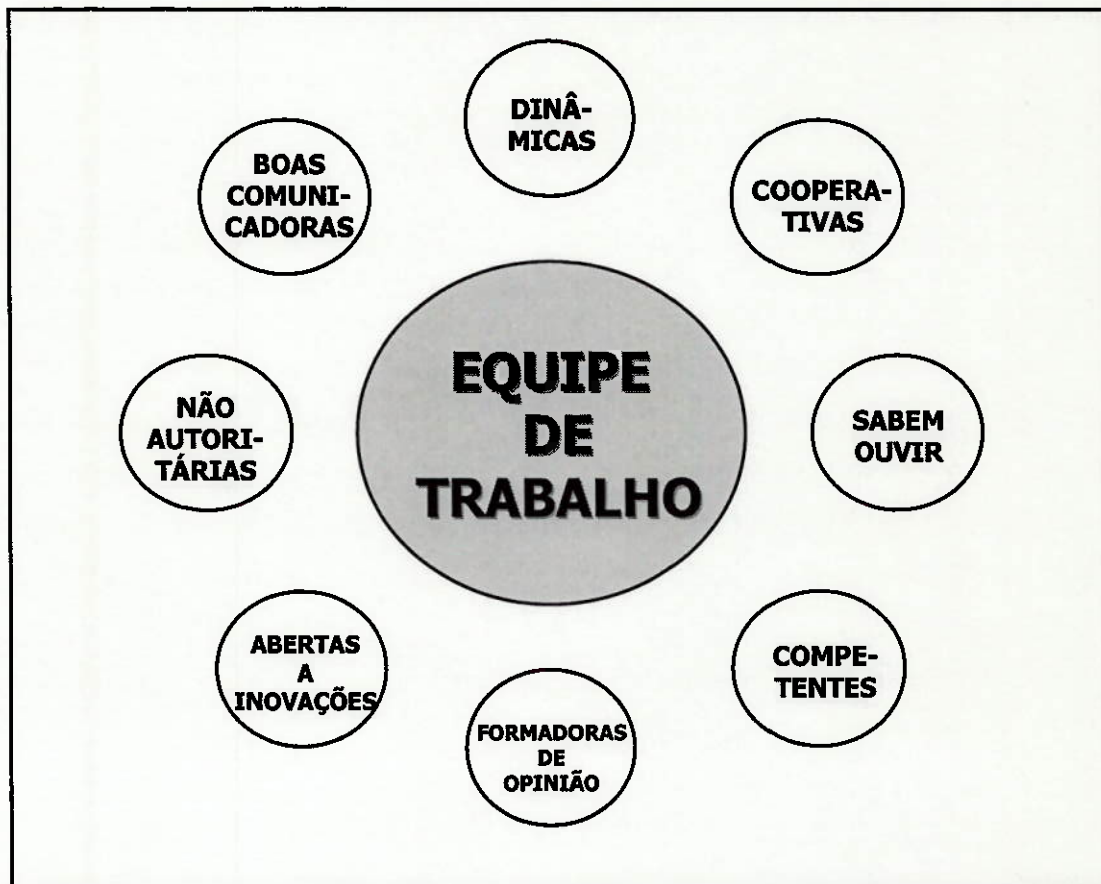 DINÂ-
MICAS
BOAS
COMUNI-
CADORAS
COOPERA-
TIVAS
EQUIPE
DE
TRABALHO
NÃO
AUTORI-
TÁRIAS
SABEM
OUVIR
ABERTAS
A
INOVAÇÕES
COMPE-
TENTES
FORMADORAS
DE
OPINIÃO